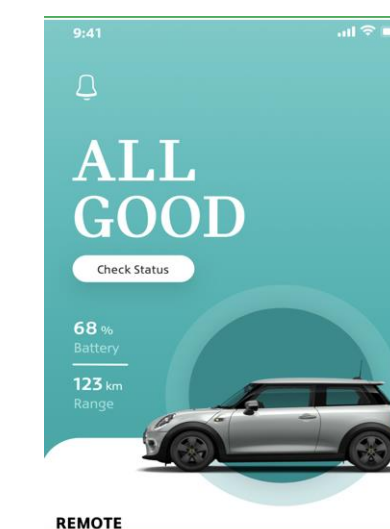 9:41
ALL
GOOD
Check Status
68 %
Battery
123 km
Range
REMOTE